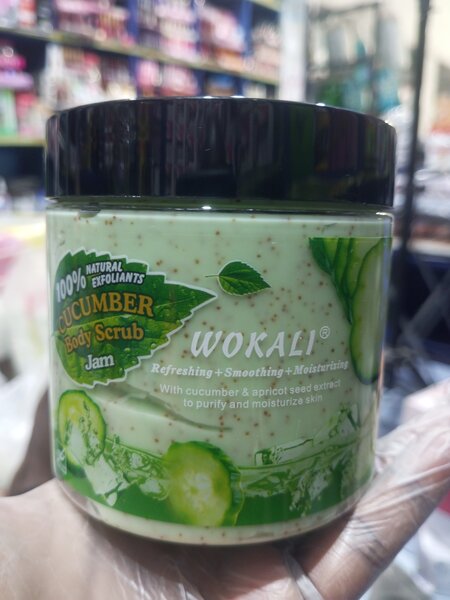 100% NATURAL
EXFOLIANTS
CUCUMBER
Body Scrub
Jam
WOKALI®
Refreshing+Smoothing+Moisturizing
With cucumber & apricot seed extract
to purify and moisturize skin